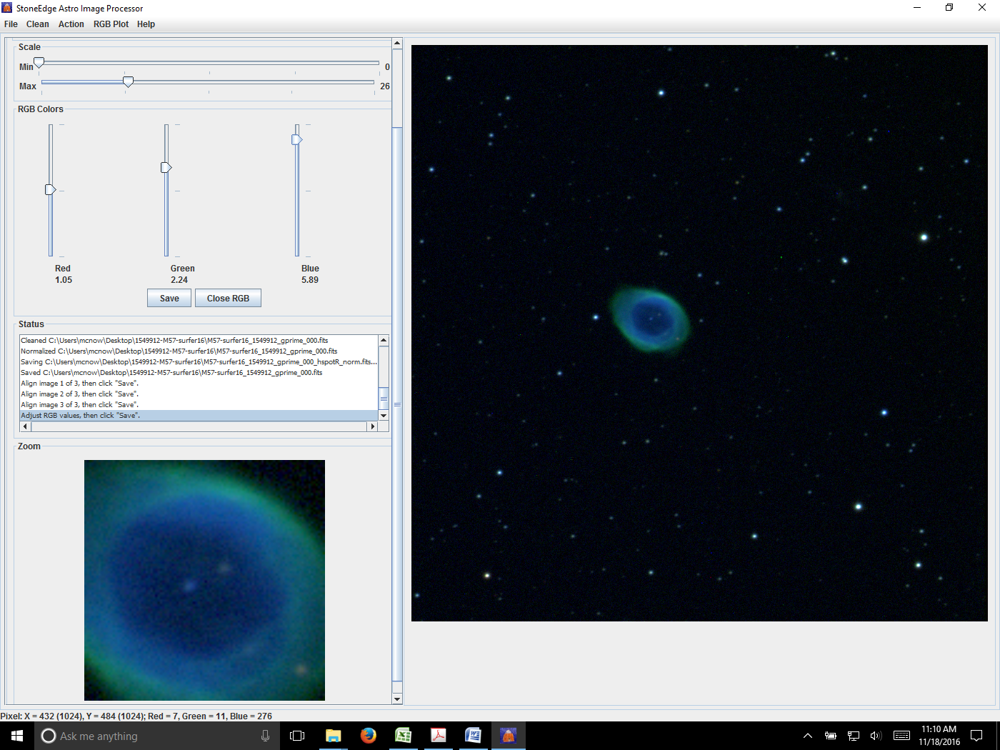 StoneEdge Astro Image Processor
File Clean Action RGB Plot Help
Scale
Min 0
Max 26
RGB Colors
Red Green Blue
1.05 2.24 5.89
Save Close RGB
Status
Cleaned C:\Users\mcnow\Desktop\1549912-M57-surfer16\M57-surfer16_1549912_gprime_000.fits
Normalized C:\Users\mcnow\Desktop\1549912-M57-surfer16\M57-surfer16_1549912_gprime_000.fits
Saving C:\Users\mcnow\Desktop\1549912-M57-surfer16\M57-surfer16_1549912_gprime_000_hspotR_norm.fits...
Saved C:\Users\mcnow\Desktop\1549912-M57-surfer16\M57-surfer16_1549912_gprime_000.fits
Align image 1 of 3, then click "Save".
Align image 2 of 3, then click "Save".
Align image 3 of 3, then click "Save".
Adjust RGB values, then click "Save".
Zoom
Pixel: X = 432 (1024), Y = 484 (1024); Red = 7, Green = 11, Blue = 276
Ask me anything
11:10 AM
11/18/2016